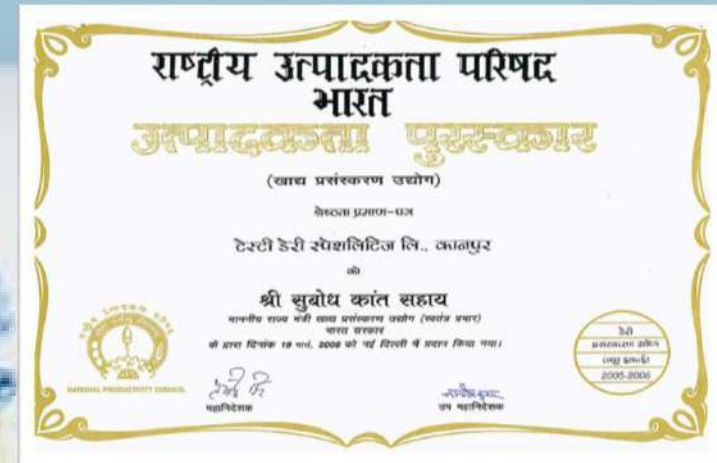 राष्ट्रीय उत्पादकता परिषद
भारत
उत्पादकता पुरस्कार
(खाद्य प्रसंस्करण उद्योग)
श्रेष्ठता प्रमाण-पत्र
टेस्टी डेरी स्पेशलिटिज लि., कानपुर
को
श्री सुबोध कांत सहाय
माननीय राज्य मंत्री खाद्य प्रसंस्करण उद्योग (स्वतंत्र प्रभार)
भारत सरकार
के द्वारा दिनांक 19 मार्च, 2008 को नई दिल्ली में प्रदान किया गया।
NATIONAL PRODUCTIVITY COUNCIL
महानिदेशक
उप महानिदेशक
डेरी
प्रसंस्करण उद्योग
(लघु इकाई)
2005-2006